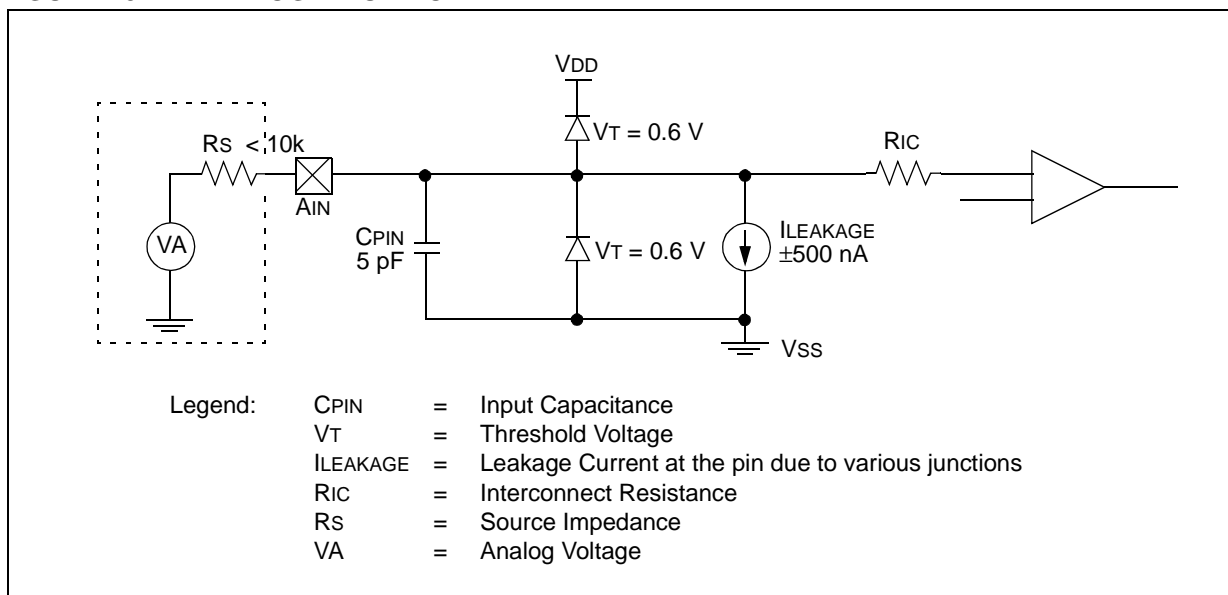 VDD
VT = 0.6 V
RS < 10k
RIC
AIN
VA
CPIN
5 pF
VT = 0.6 V
ILEAKAGE
±500 nA
VSS
Legend:
CPIN = Input Capacitance
VT = Threshold Voltage
ILEAKAGE = Leakage Current at the pin due to various junctions
RIC = Interconnect Resistance
RS = Source Impedance
VA = Analog Voltage